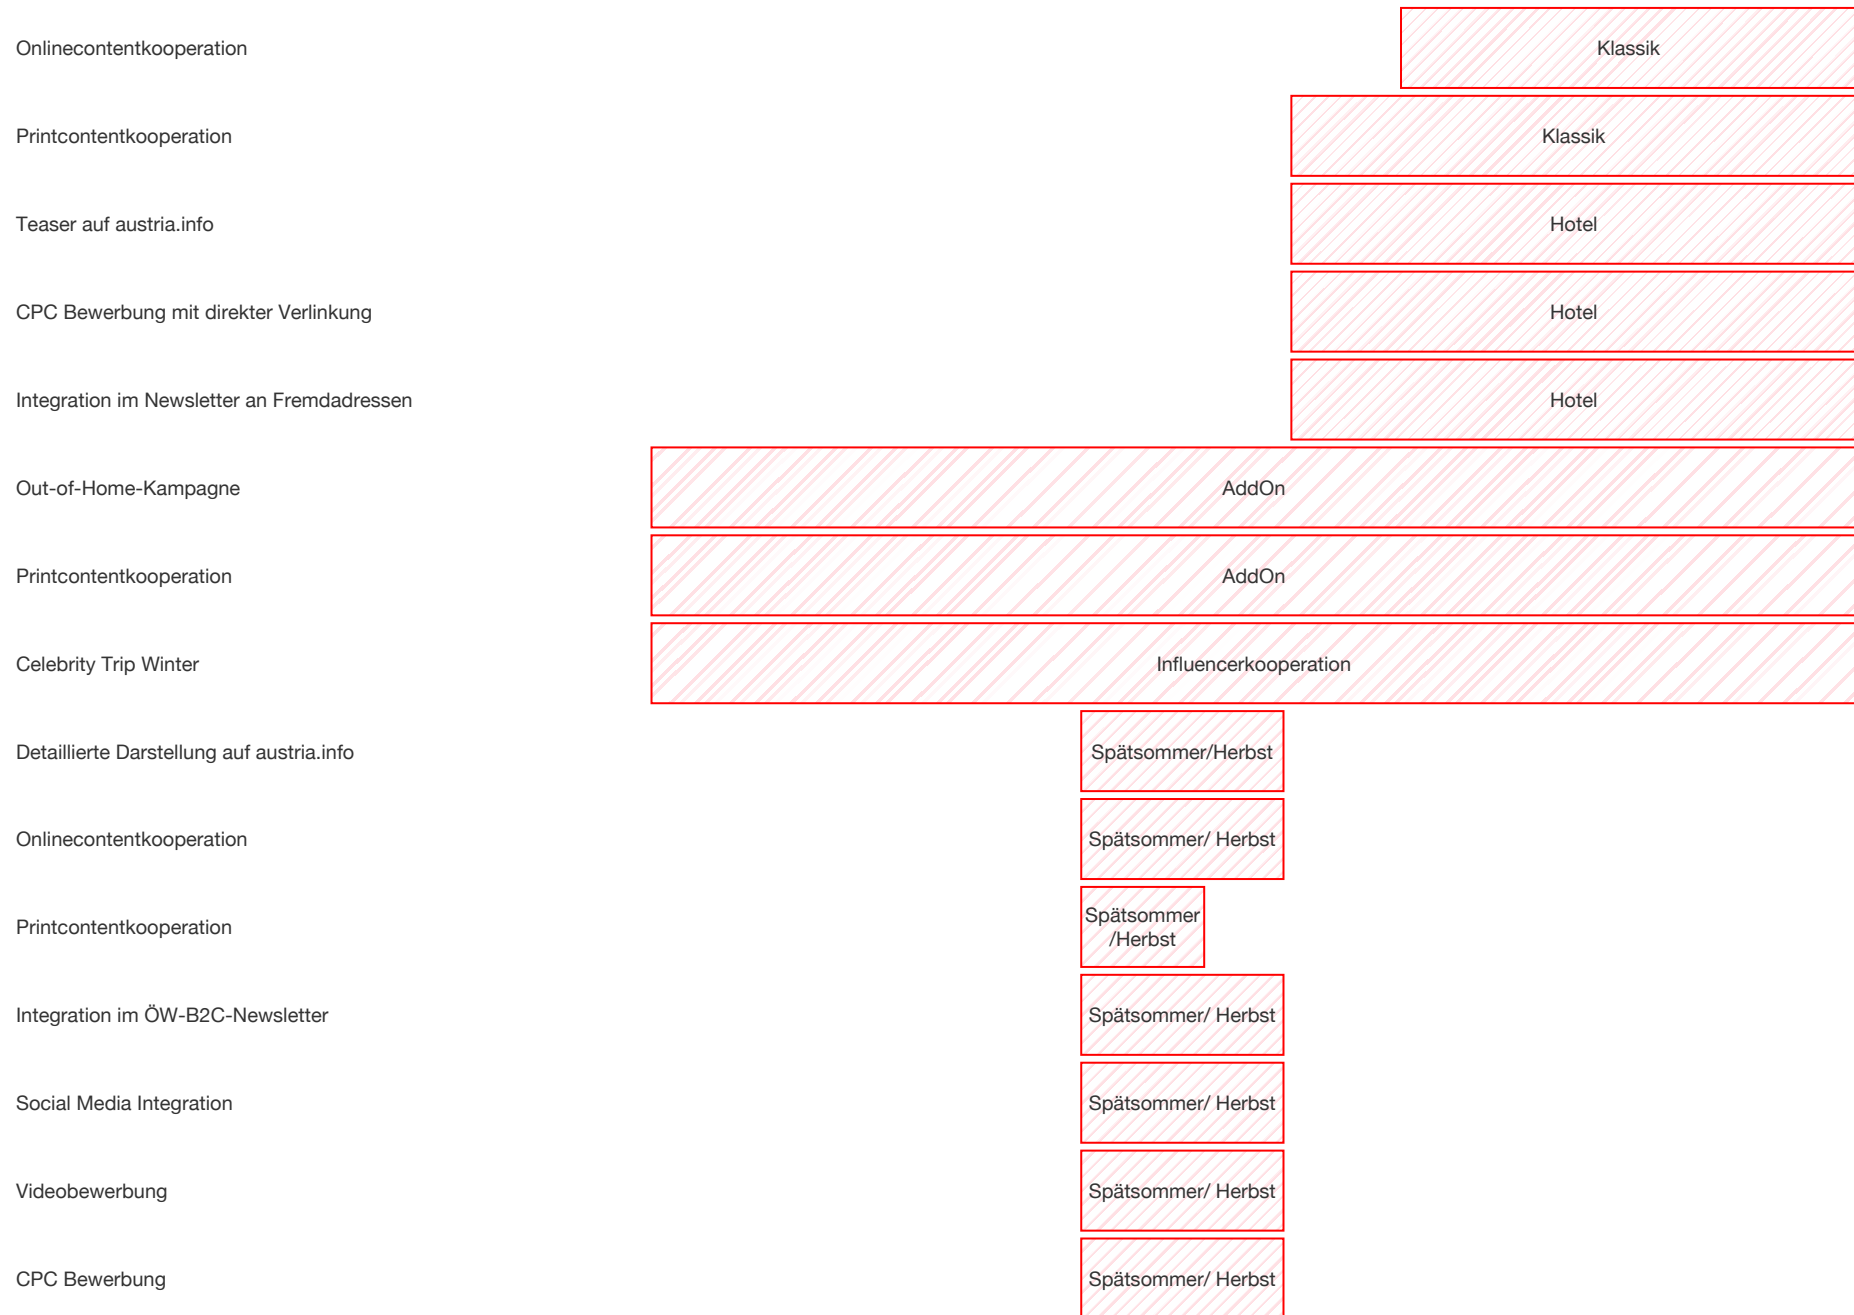 Onlinecontentkooperation Klassik
Printcontentkooperation Klassik
Teaser auf austria.info Hotel
CPC Bewerbung mit direkter Verlinkung Hotel
Integration im Newsletter an Fremdadressen Hotel
Out-of-Home-Kampagne AddOn
Printcontentkooperation AddOn
Celebrity Trip Winter Influencerkooperation
Detaillierte Darstellung auf austria.info Spätsommer/Herbst
Onlinecontentkooperation Spätsommer/ Herbst
Printcontentkooperation Spätsommer
/Herbst
Integration im ÖW-B2C-Newsletter Spätsommer/ Herbst
Social Media Integration Spätsommer/ Herbst
Videobewerbung Spätsommer/ Herbst
CPC Bewerbung Spätsommer/ Herbst